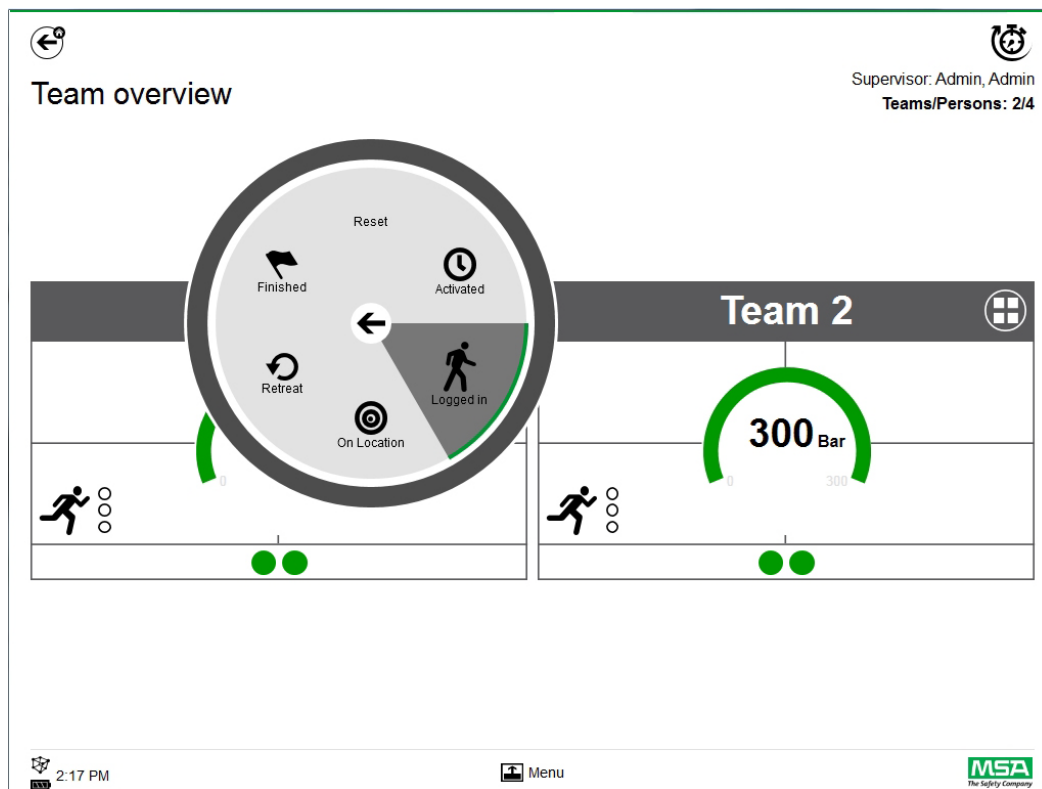 Supervisor: Admin, Admin
Team overview
Teams/Persons: 2/4
Reset
Finished
Activated
Team 2
Retreat
Logged in
On Location
300 Bar
0
0
300
2:17 PM
Menu
MSA
The Safety Company